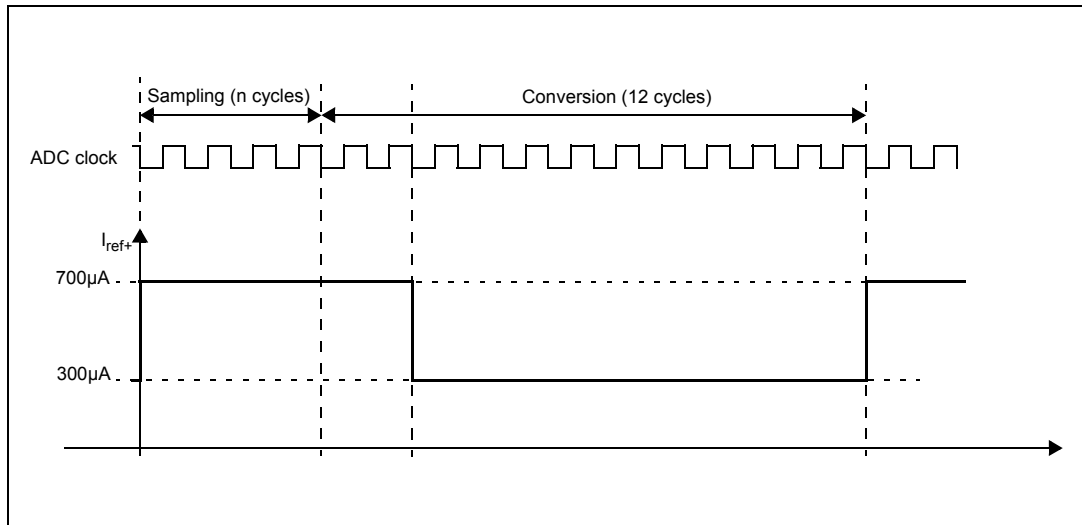 Sampling (n cycles)
Conversion (12 cycles)
ADC clock
Iref+
700µA
300µA